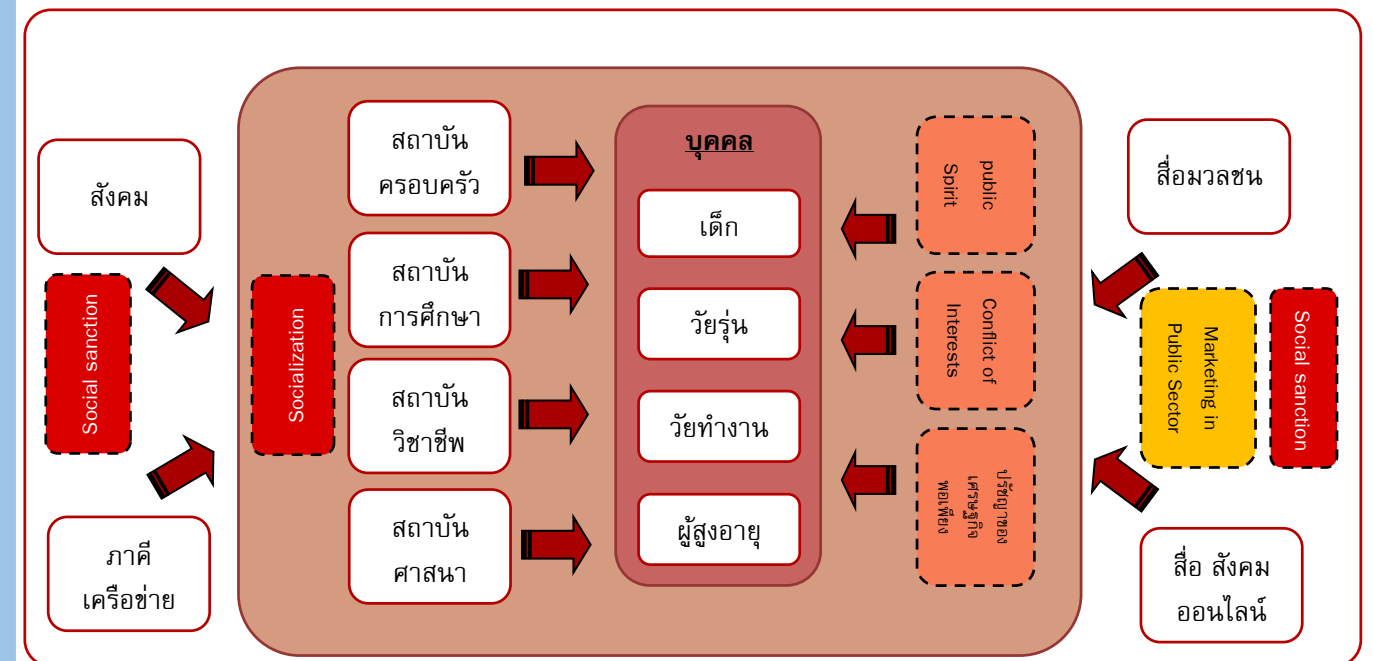 สังคม
Social sanction
ภาคี
เครือข่าย
Socialization
สถาบัน
ครอบครัว
สถาบัน
การศึกษา
สถาบัน
วิชาชีพ
สถาบัน
ศาสนา
บุคคล
เด็ก
วัยรุ่น
วัยทำงาน
ผู้สูงอายุ
public
Spirit
Conflict of
Interests
ปรัชญาของ
เศรษฐกิจ
พอเพียง
สื่อมวลชน
Marketing in
Public Sector
Social sanction
สื่อ สังคม
ออนไลน์